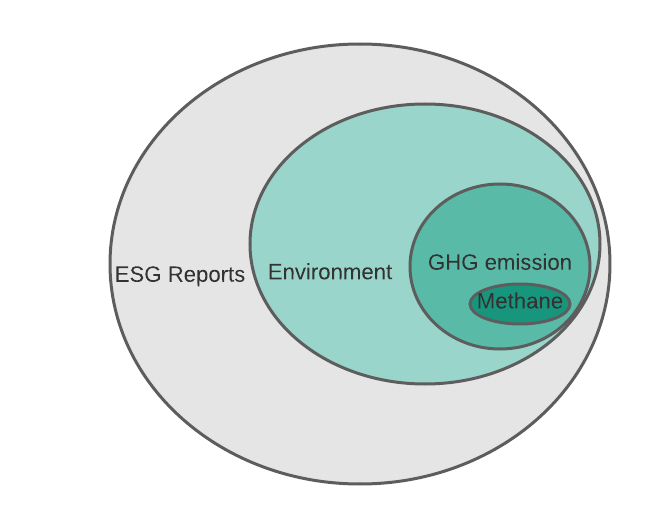 ESG Reports
Environment
GHG emission
Methane